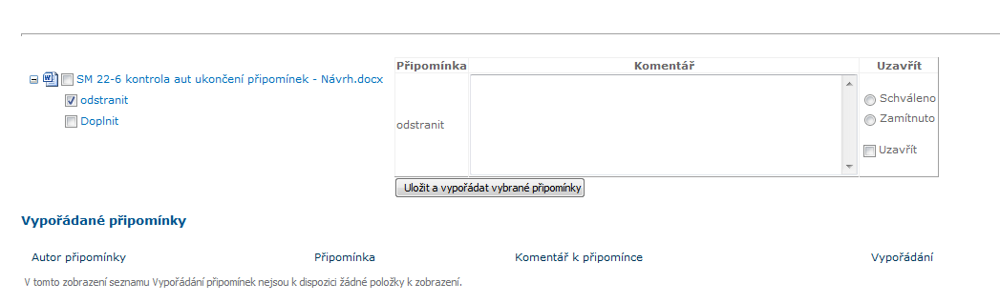 SM 22-6 kontrola aut ukončení připomínek - Návrh.docx
odstranit
Doplnit
Připomínka Komentář Uzavřít
odstranit
Schváleno
Zamítnuto
Uzavřít
Uložit a vypořádat vybrané připomínky
Vypořádané připomínky
Autor připomínky Připomínka Komentář k připomínce Vypořádání
V tomto zobrazení seznamu Vypořádání připomínek nejsou k dispozici žádné položky k zobrazení.